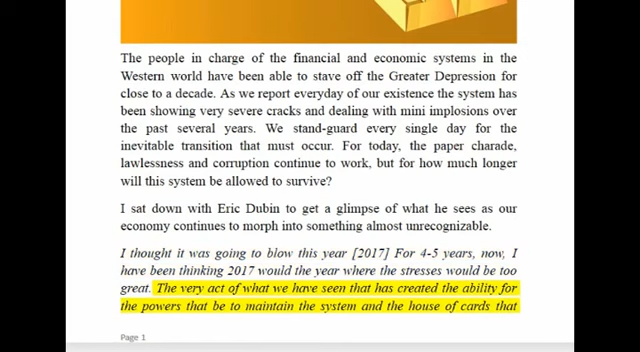 The people in charge of the financial and economic systems in the
Western world have been able to stave off the Greater Depression for
close to a decade. As we report everyday of our existence the system has
been showing very severe cracks and dealing with mini implosions over
the past several years. We stand-guard every single day for the
inevitable transition that must occur. For today, the paper charade,
lawlessness and corruption continue to work, but for how much longer
will this system be allowed to survive?
I sat down with Eric Dubin to get a glimpse of what he sees as our
economy continues to morph into something almost unrecognizable.
I thought it was going to blow this year [2017] For 4-5 years, now, I
have been thinking 2017 would the year where the stresses would be too
great. The very act of what we have seen that has created the ability for
the powers that be to maintain the system and the house of cards that
Page 1